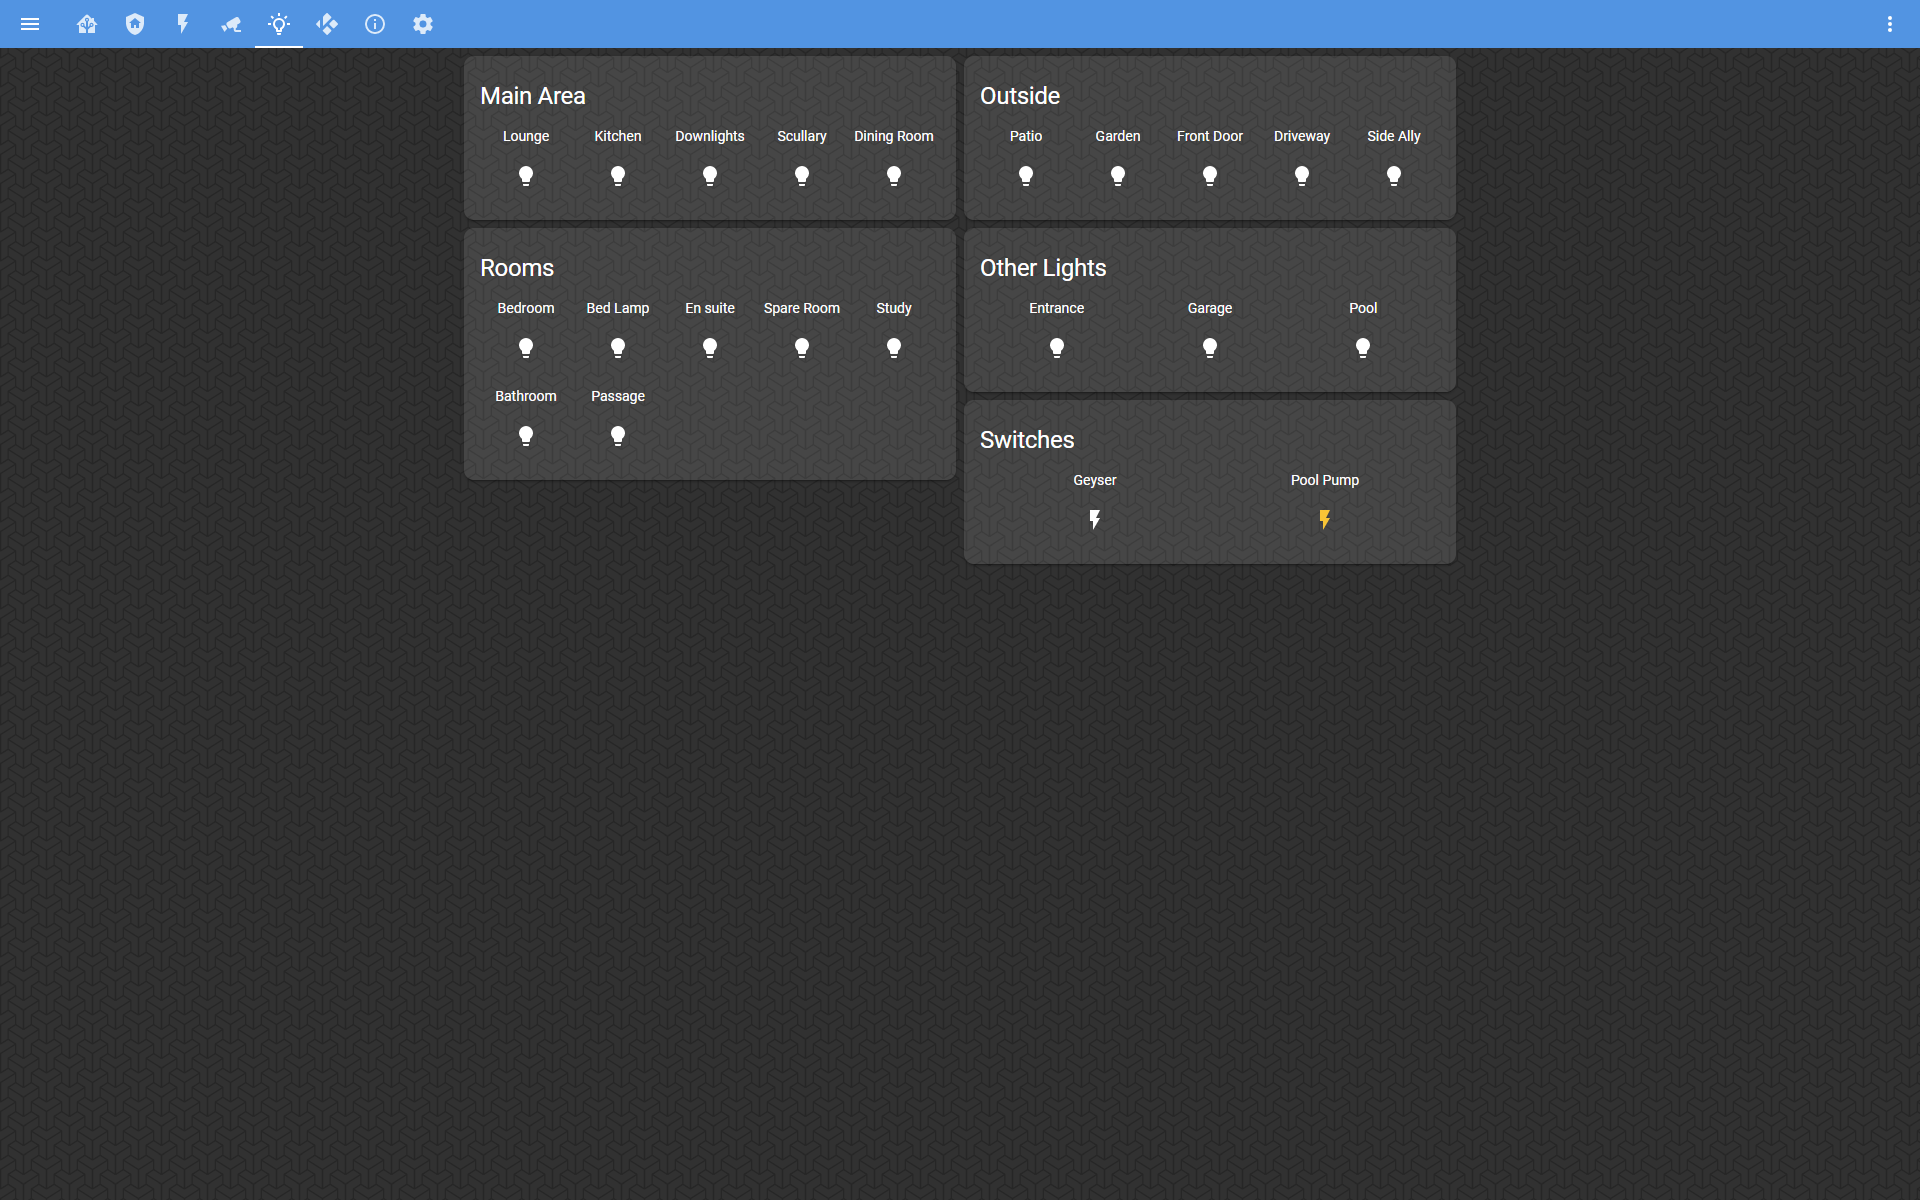 Main Area
Lounge Kitchen Downlights Scullary Dining Room
Rooms
Bedroom Bed Lamp En suite Spare Room Study
Bathroom Passage
Outside
Patio Garden Front Door Driveway Side Ally
Other Lights
Entrance Garage Pool
Switches
Geyser Pool Pump